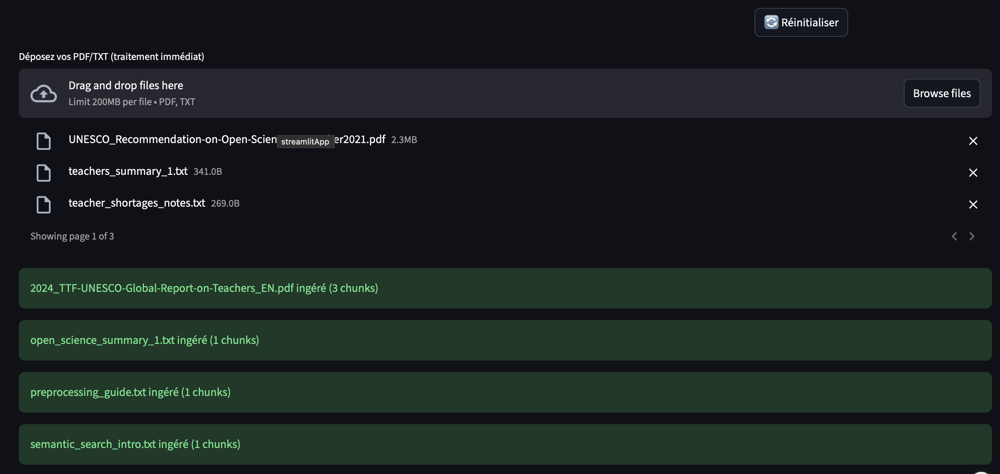 Réinitialiser
Déposez vos PDF/TXT (traitement immédiat)
Drag and drop files here
Limit 200MB per file • PDF, TXT
Browse files
UNESCO_Recommendation-on-Open-Scien er2021.pdf 2.3MB
streamlitApp
teachers_summary_1.txt 341.0B
teacher_shortages_notes.txt 269.0B
Showing page 1 of 3
2024_TTF-UNESCO-Global-Report-on-Teachers_EN.pdf ingéré (3 chunks)
open_science_summary_1.txt ingéré (1 chunks)
preprocessing_guide.txt ingéré (1 chunks)
semantic_search_intro.txt ingéré (1 chunks)